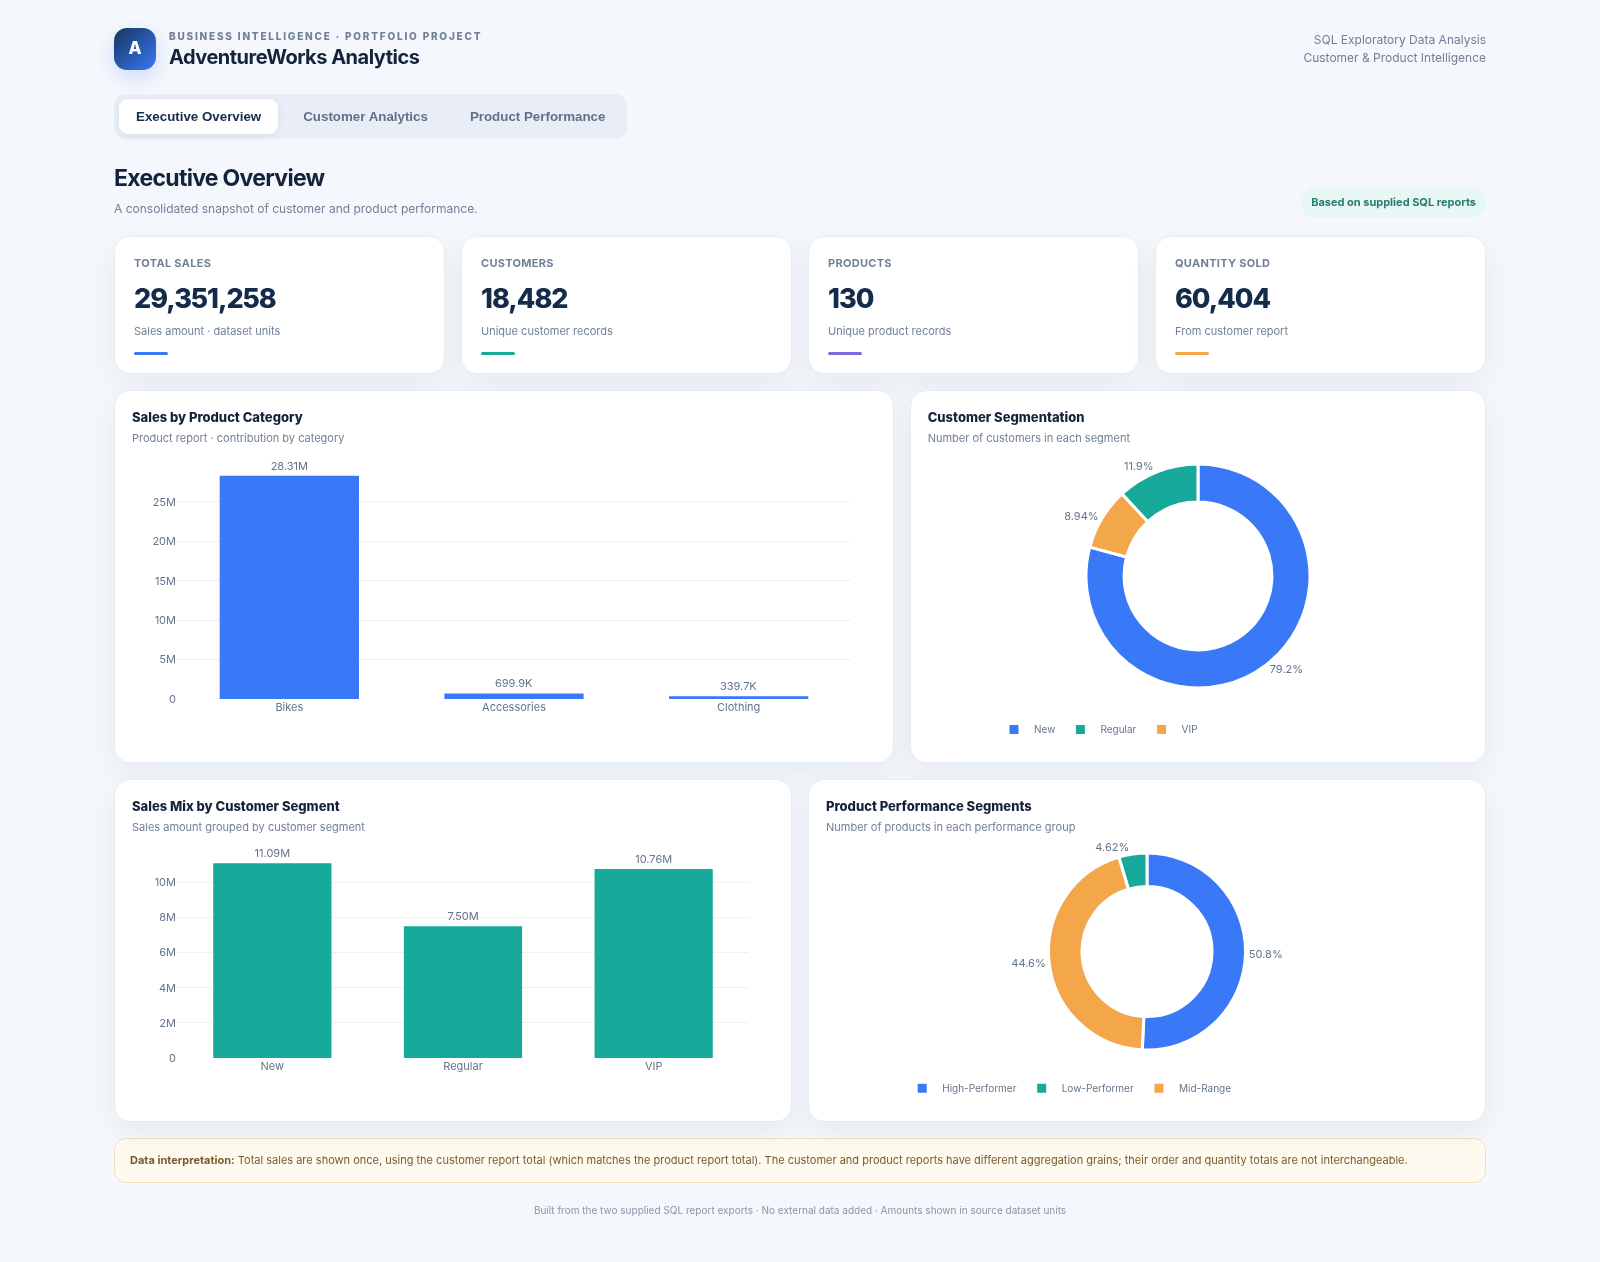 A
BUSINESS INTELLIGENCE · PORTFOLIO PROJECT
AdventureWorks Analytics
SQL Exploratory Data Analysis
Customer & Product Intelligence
Executive Overview
Customer Analytics
Product Performance
Executive Overview
A consolidated snapshot of customer and product performance.
Based on supplied SQL reports
TOTAL SALES
29,351,258
Sales amount · dataset units
CUSTOMERS
18,482
Unique customer records
PRODUCTS
130
Unique product records
QUANTITY SOLD
60,404
From customer report
Sales by Product Category
Product report · contribution by category
28.31M
25M
20M
15M
10M
5M
0
699.9K
339.7K
Bikes
Accessories
Clothing
Customer Segmentation
Number of customers in each segment
11.9%
8.94%
79.2%
New
Regular
VIP
Sales Mix by Customer Segment
Sales amount grouped by customer segment
11.09M
10.76M
7.50M
10M
8M
6M
4M
2M
0
New
Regular
VIP
Product Performance Segments
Number of products in each performance group
4.62%
50.8%
44.6%
High-Performer
Low-Performer
Mid-Range
Data interpretation: Total sales are shown once, using the customer report total (which matches the product report total). The customer and product reports have different aggregation grains; their order and quantity totals are not interchangeable.
Built from the two supplied SQL report exports · No external data added · Amounts shown in source dataset units